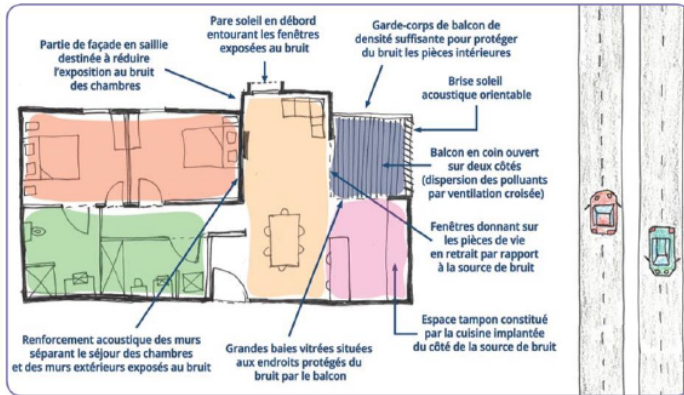 Partie de façade en saillie
destinée à réduire
l'exposition au bruit
des chambres
Pare soleil en débord
entourant les fenêtres
exposées au bruit
Garde-corps de balcon de
densité suffisante pour protéger
du bruit les pièces intérieures
Brise soleil
acoustique orientable
Balcon en coin ouvert
sur deux côtés
(dispersion des polluants
par ventilation croisée)
Fenêtres donnant sur
les pièces de vie
en retrait par rapport
à la source de bruit
Espace tampon constitué
par la cuisine implantée
du côté de la source de bruit
Grandes baies vitrées situées
aux endroits protégés du
bruit par le balcon
Renforcement acoustique des murs
séparant le séjour des chambres
et des murs extérieurs exposés au bruit